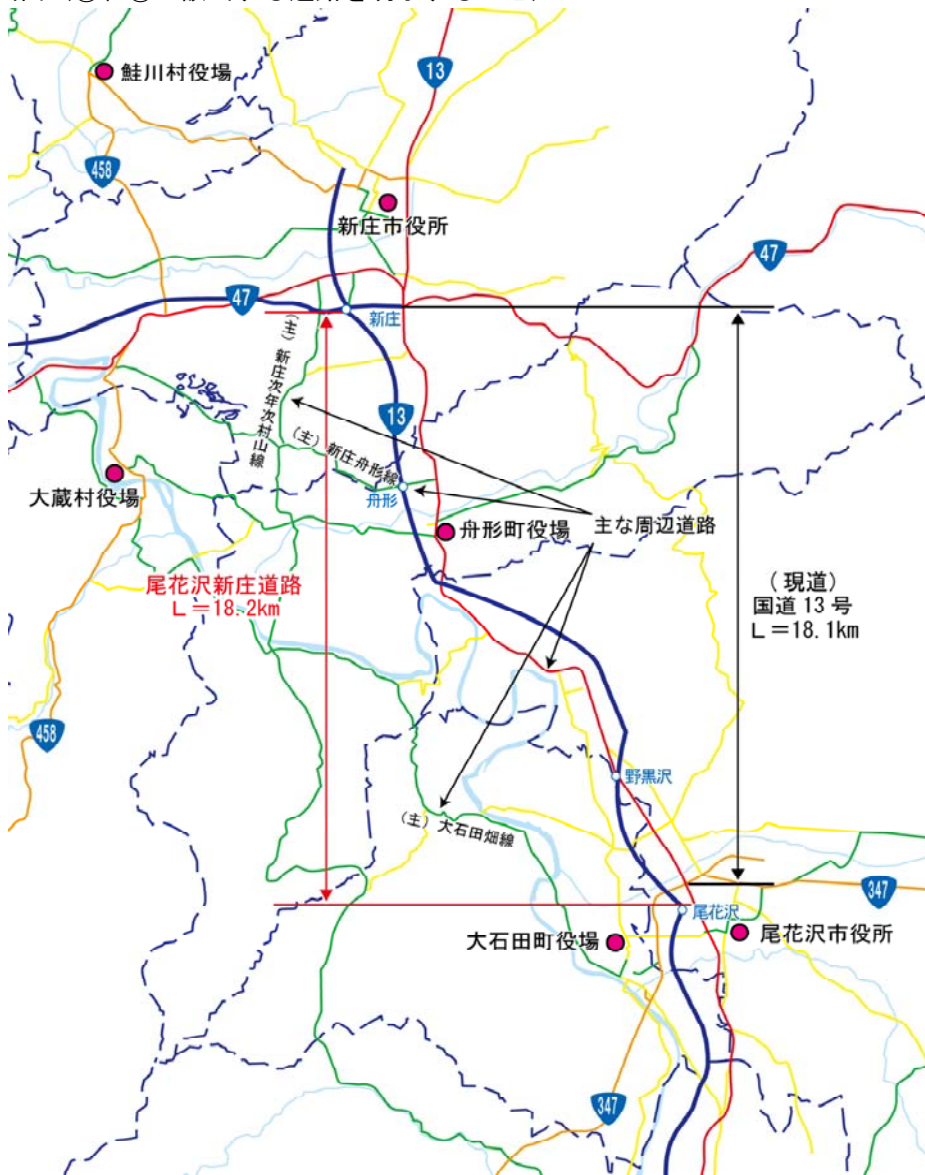 鮭川村役場
13
458
新庄市役所
47
47
新庄
(主)新庄次年次村山線
13
(主)新庄舟形線
舟形
大蔵村役場
主な周辺道路
舟形町役場
尾花沢新庄道路
L=18.2km
(現道)
国道13号
L=18.1km
458
野黒沢
(主)大石田畑線
347
尾花沢
大石田町役場
尾花沢市役所
347